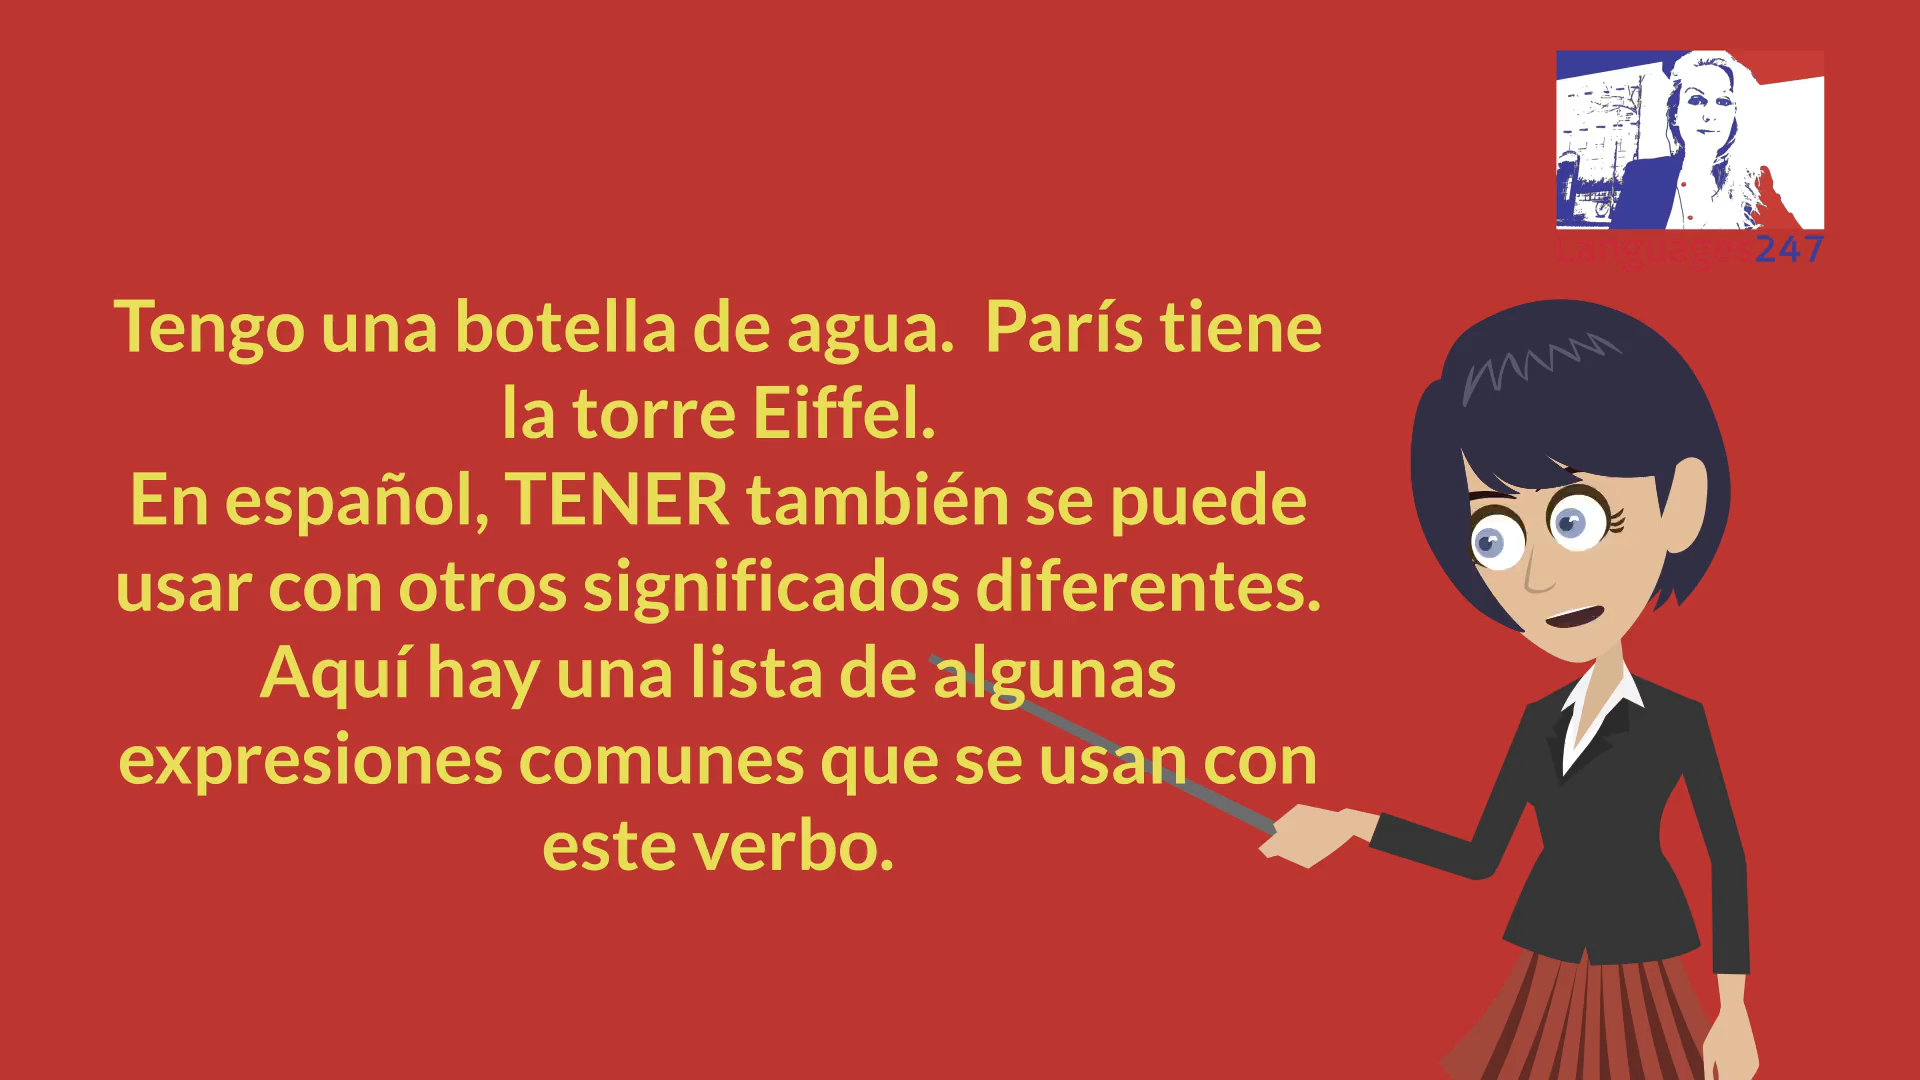 Languages247
Tengo una botella de agua.  París tiene
la torre Eiffel.
En español, TENER también se puede
usar con otros significados diferentes.
Aquí hay una lista de algunas
expresiones comunes que se usan con
este verbo.